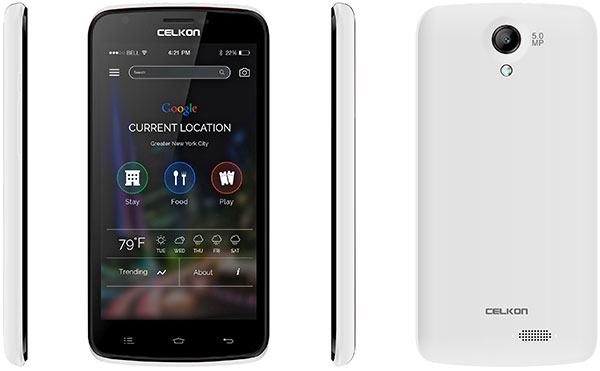 CELKON
BELL 4:21 PM 22%
Search
Google
CURRENT LOCATION
Greater New York City
Stay Food Play
79°F TUE WED THU FRI SAT
Trending About i
5.0
MP
CELKON